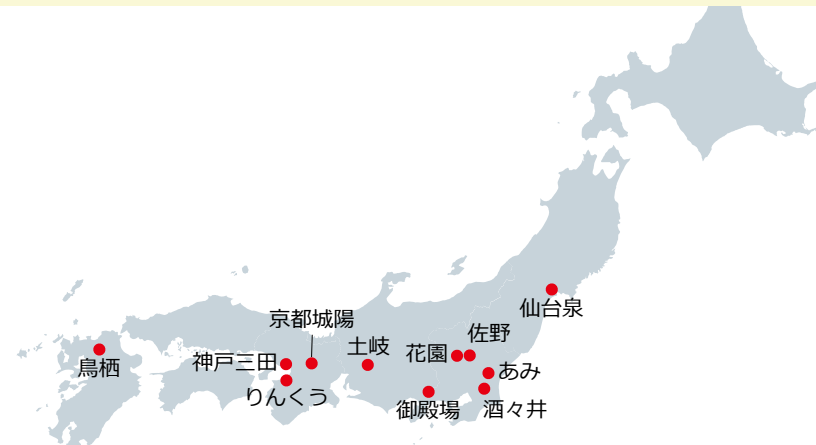 仙台泉
京都城陽
佐野
土岐
花園
神戸三田
鳥栖
あみ
りんくう
御殿場
酒々井